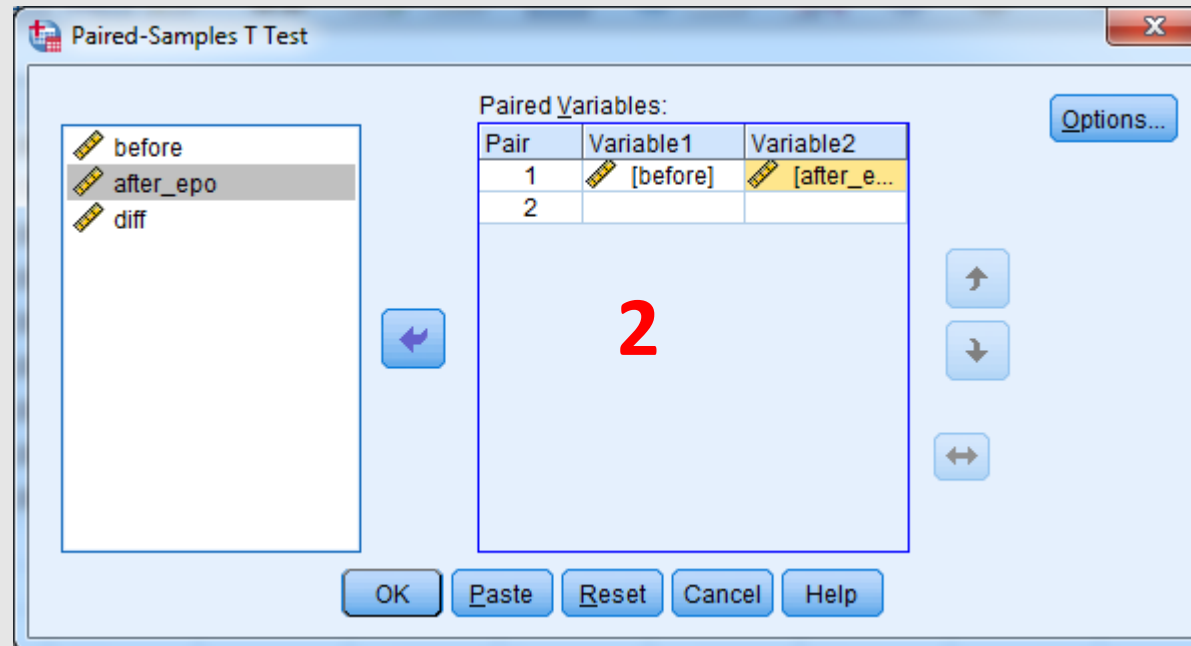 Paired-Samples T Test
Paired Variables:
Options...
before
after_epo
diff
Pair Variable1 Variable2
1 [before] [after_e...
2
2
OK Paste Reset Cancel Help